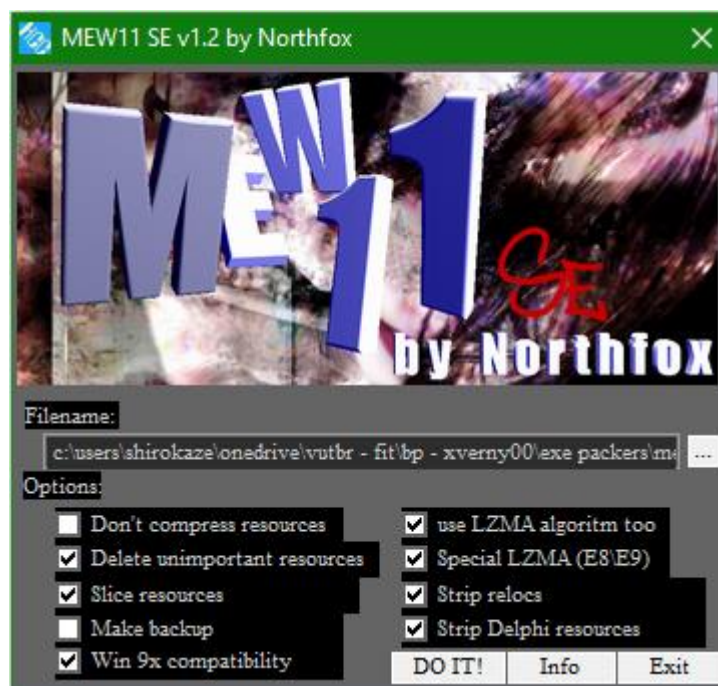 MEW11 SE v1.2 by Northfox
MEW 11
SE
by Northfox
Filename:
c:\users\shirokaze\onedrive\vutbr - fit\bp - xverny00\exe packers\me
...
Options:
Don't compress resources
use LZMA algoritm too
Delete unimportant resources
Special LZMA (E8\E9)
Slice resources
Strip relocs
Make backup
Strip Delphi resources
Win 9x compatibility
DO IT! Info Exit